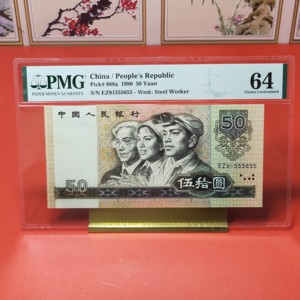 PMG
PAPER MONEY GUARANTY
China / People's Republic
Pick# 888a 1980 50 Yuan
S/N EZ91555655 - Wmk: Steel Worker
64
Choice Uncirculated
中国人民银行
50
EZ91555655
50
伍拾圆